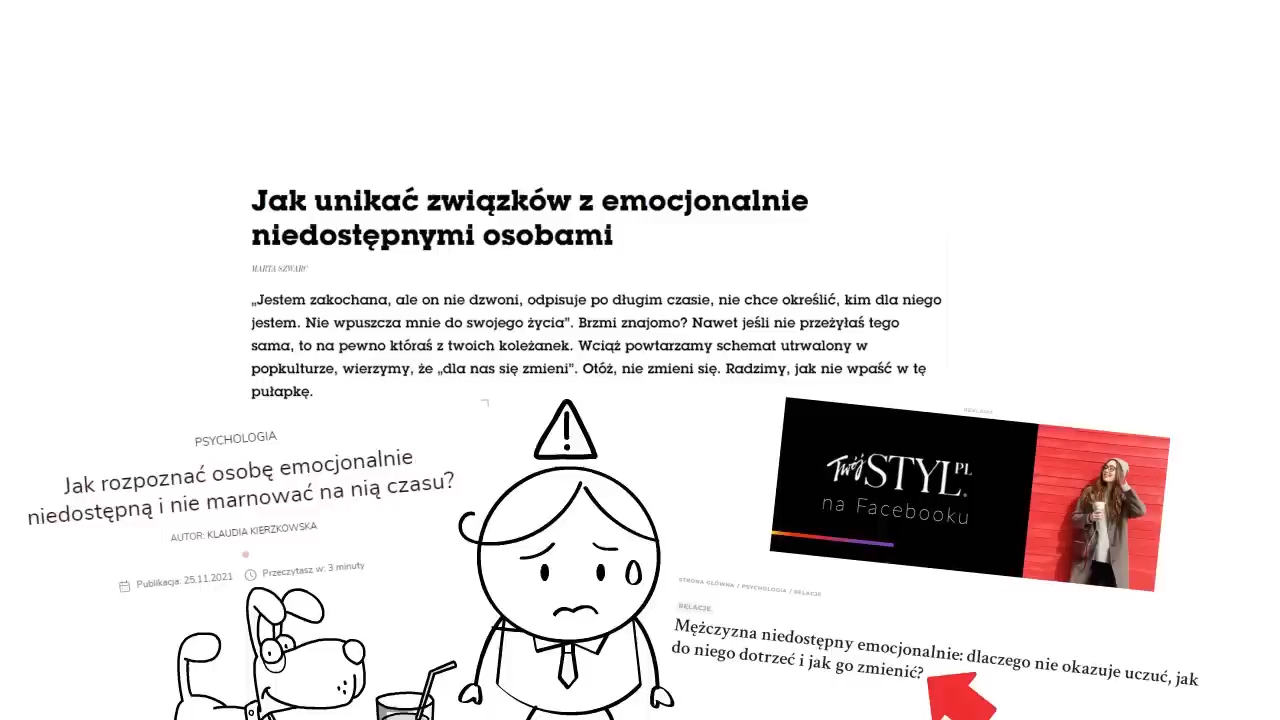 Jak unikać związków z emocjonalnie
niedostępnymi osobami
MARTA SZWARC
„Jestem zakochana, ale on nie dzwoni, odpisuje po długim czasie, nie chce określić, kim dla niego
jestem. Nie wpuszcza mnie do swojego życia”. Brzmi znajomo? Nawet jeśli nie przeżyłaś tego
sama, to na pewno któraś z twoich koleżanek. Wciąż powtarzamy schemat utrwalony w
popkulturze, wierzymy, że „dla nas się zmieni”. Otóż, nie zmieni się. Radzimy, jak nie wpaść w tę
pułapkę.
PSYCHOLOGIA
Jak rozpoznać osobę emocjonalnie
niedostępną i nie marnować na nią czasu?
AUTOR: KLAUDIA KIERZKOWSKA
Publikacja: 25.11.2021 Przeczytasz w: 3 minuty
!
REKLAMA
Twój STYL.PL
na Facebooku
STRONA GŁÓWNA / PSYCHOLOGIA / RELACJE
RELACJE
Mężczyzna niedostępny emocjonalnie: dlaczego nie okazuje uczuć, jak
do niego dotrzeć i jak go zmienić?